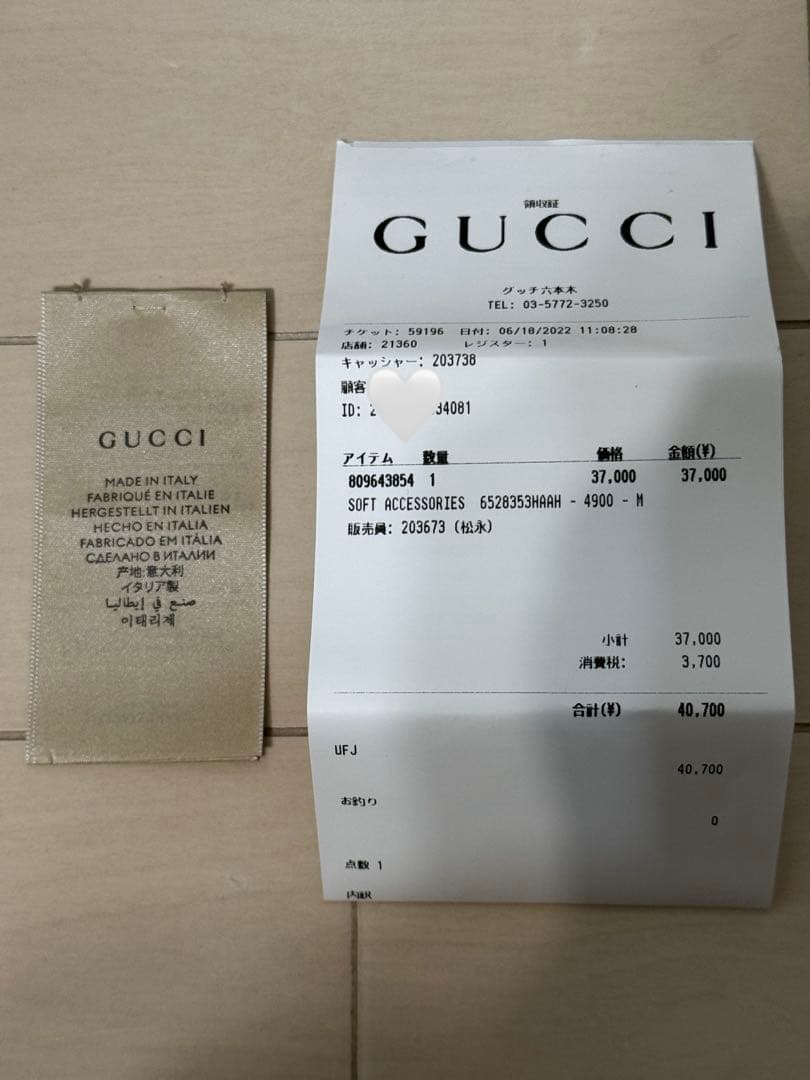 GUCCI
MADE IN ITALY
FABRIQUÉ EN ITALIE
HERGESTELLT IN ITALIEN
HECHO EN ITALIA
FABRICADO EM ITÁLIA
СДЕЛАНО В ИТАЛИИ
产地:意大利
イタリア製
صنع في إيطاليا
이태리제
領収証
GUCCI
グッチ六本木
TEL: 03-5772-3250
チケット: 59196 日付: 06/18/2022 11:08:28
店舗: 21360 レジスター: 1
キャッシャー: 203738
顧客
ID: 2 34081
アイテム 数量 価格 金額(¥)
809643854 1 37,000 37,000
SOFT ACCESSORIES 6528353HAAH - 4900 - M
販売員: 203673 (松永)
小計 37,000
消費税: 3,700
合計(¥) 40,700
UFJ
40,700
お釣り
0
点数 1
内訳